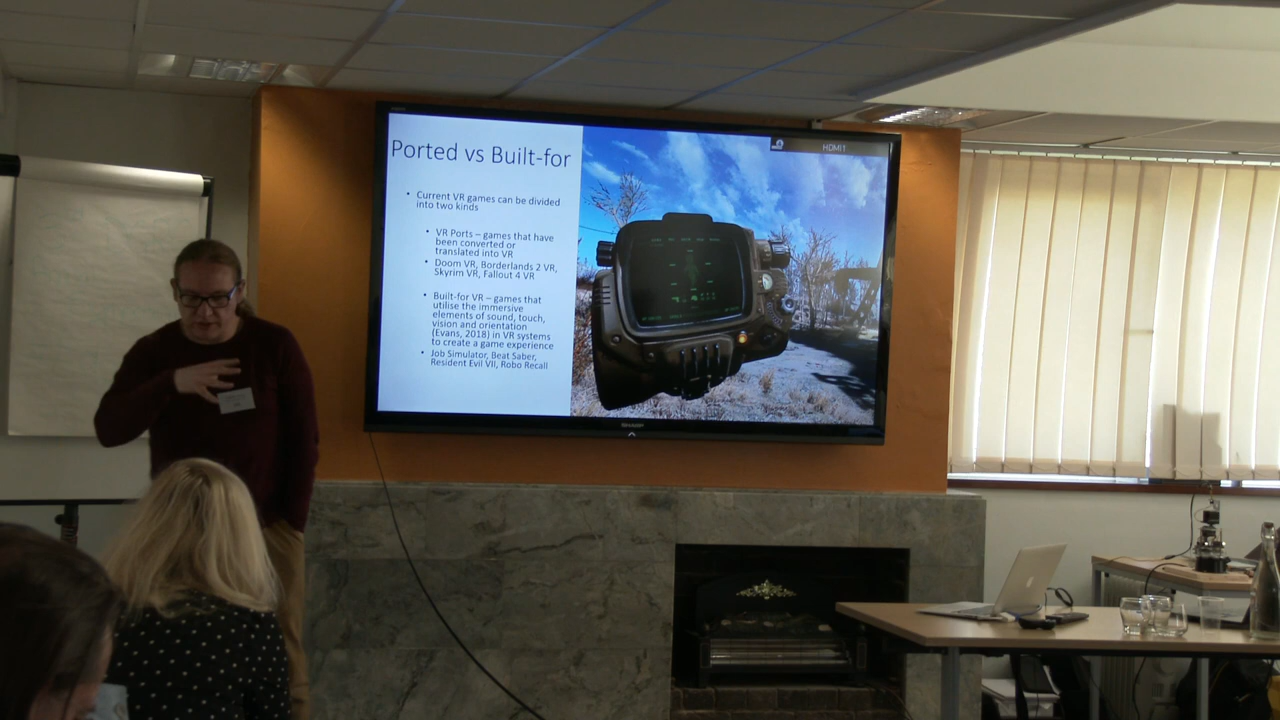 Ported vs Built-for
• Current VR games can be divided
into two kinds
• VR Ports – games that have
been converted or
translated into VR
• Doom VR, Borderlands 2 VR,
Skyrim VR, Fallout 4 VR
• Built-for VR – games that
utilise the immersive
elements of sound, touch,
vision and orientation
(Evans, 2018) in VR systems
to create a game experience
• Job Simulator, Beat Saber,
Resident Evil VII, Robo Recall
HDMI1
SHARP